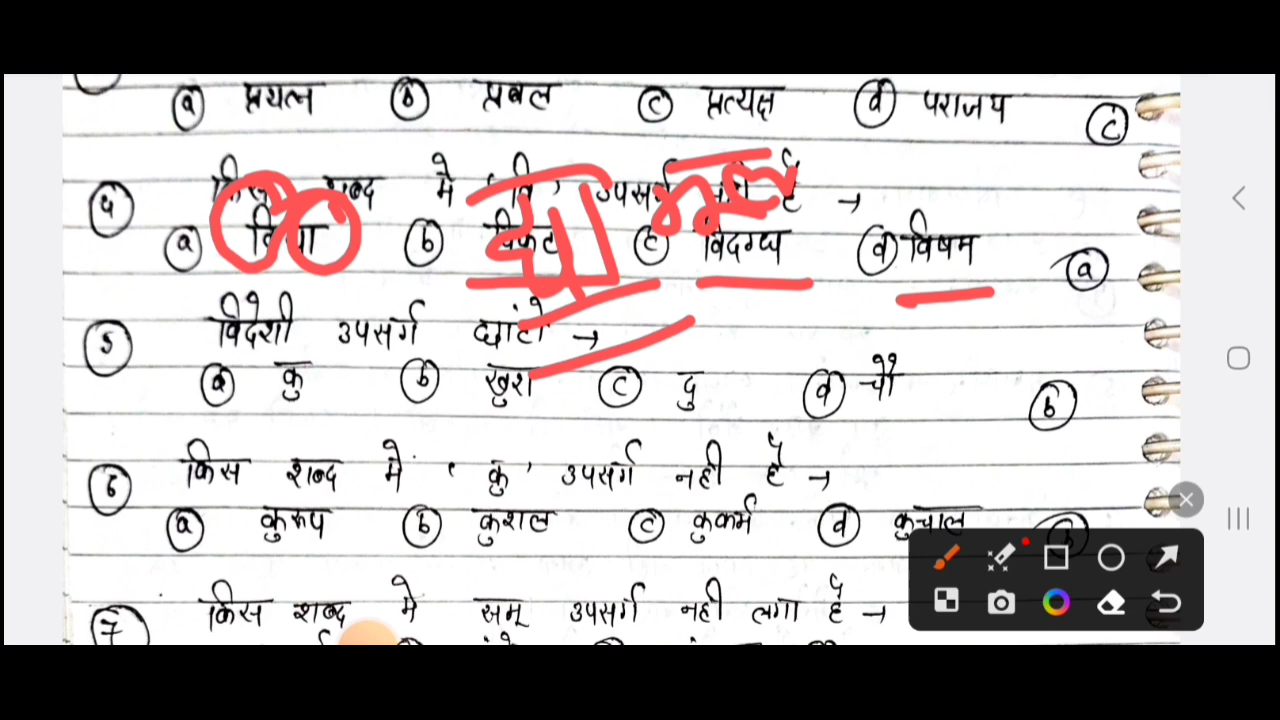 ⓐ प्रयत्न ⓑ प्रबल ⓒ प्रत्यक्ष ⓓ पराजय ⓒ
④ किस शब्द मे ' वि ' उपसर्ग नही है →
ⓐ विद्या ⓑ विकट ⓒ विदग्ध ⓓ विषम ⓐ
द्या मूल
⑤ विदेशी उपसर्ग छांटो →
ⓐ कु ⓑ खुश ⓒ दु ⓓ चौ ⓑ
⑥ किस शब्द मे ' कु ' उपसर्ग नही है →
ⓐ कुरूप ⓑ कुशल ⓒ कुकर्म ⓓ कुचाल ⓑ
⑦ किस शब्द मे सम् उपसर्ग नही लगा है →